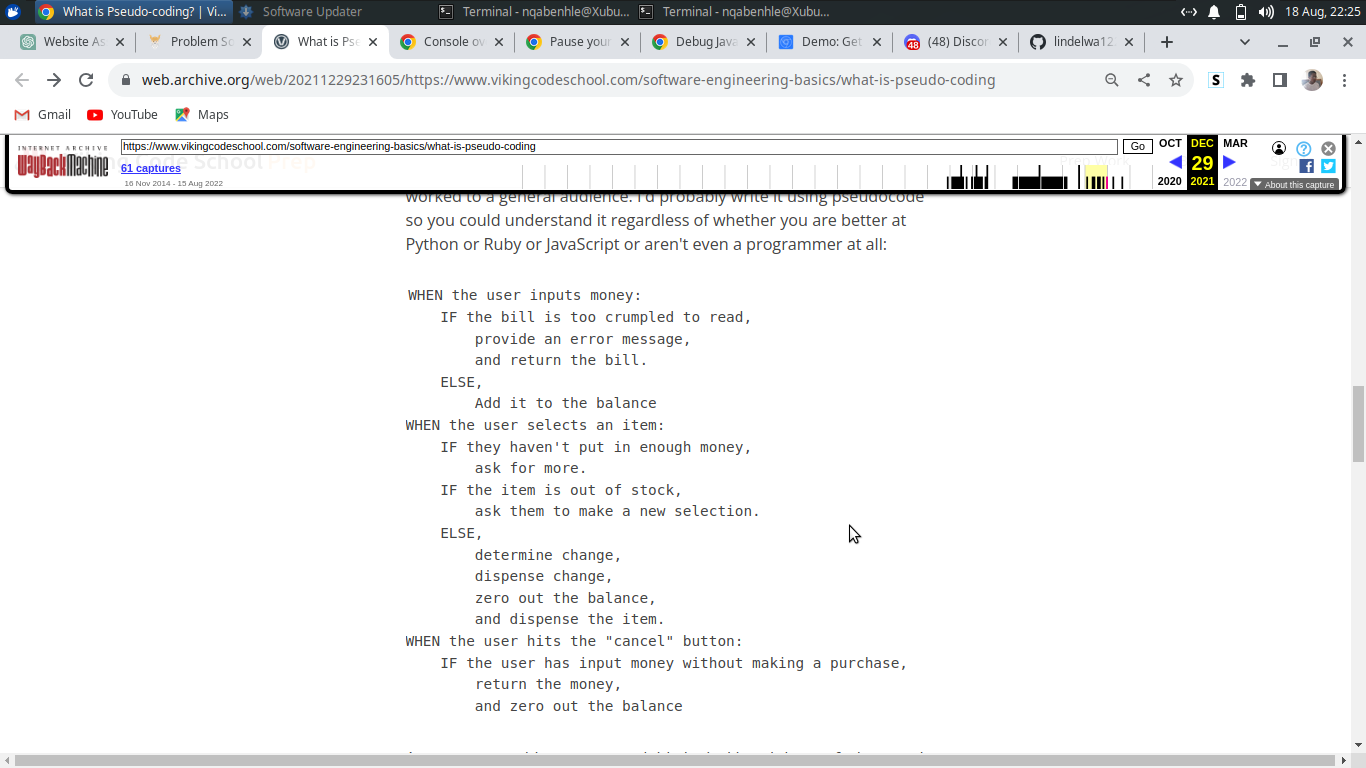 What is Pseudo-coding? | Vi...
Software Updater
Terminal - nqabenhle@Xubu...
Terminal - nqabenhle@Xubu...
18 Aug, 22:25
Website As
Problem So
What is Pse
Console ov
Pause your
Debug Java
Demo: Get
48
(48) Discor
lindelwa12
web.archive.org/web/20211229231605/https://www.vikingcodeschool.com/software-engineering-basics/what-is-pseudo-coding
S
Gmail
YouTube
Maps
INTERNET ARCHIVE
WayBackMachine
https://www.vikingcodeschool.com/software-engineering-basics/what-is-pseudo-coding
Go
OCT
DEC
MAR
Code School Prep
61 captures
29
16 Nov 2014 - 15 Aug 2022
2020
2021
2022
About this capture
worked to a general audience. I'd probably write it using pseudocode
so you could understand it regardless of whether you are better at
Python or Ruby or JavaScript or aren't even a programmer at all:
WHEN the user inputs money:
IF the bill is too crumpled to read,
provide an error message,
and return the bill.
ELSE,
Add it to the balance
WHEN the user selects an item:
IF they haven't put in enough money,
ask for more.
IF the item is out of stock,
ask them to make a new selection.
ELSE,
determine change,
dispense change,
zero out the balance,
and dispense the item.
WHEN the user hits the "cancel" button:
IF the user has input money without making a purchase,
return the money,
and zero out the balance